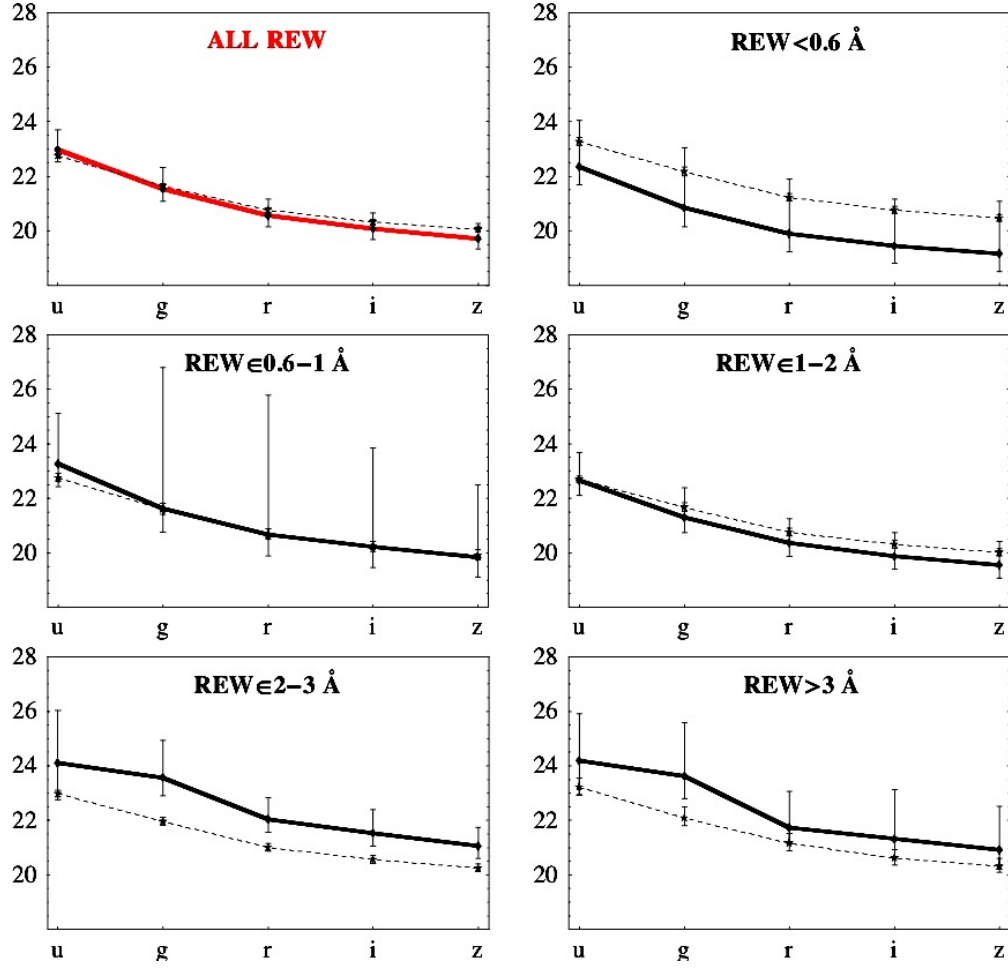 28
26
24
22
20
ALL REW
u g r i z
28
26
24
22
20
REW<0.6 Å
u g r i z
28
26
24
22
20
REW∈0.6−1 Å
u g r i z
28
26
24
22
20
REW∈1−2 Å
u g r i z
28
26
24
22
20
REW∈2−3 Å
u g r i z
28
26
24
22
20
REW>3 Å
u g r i z